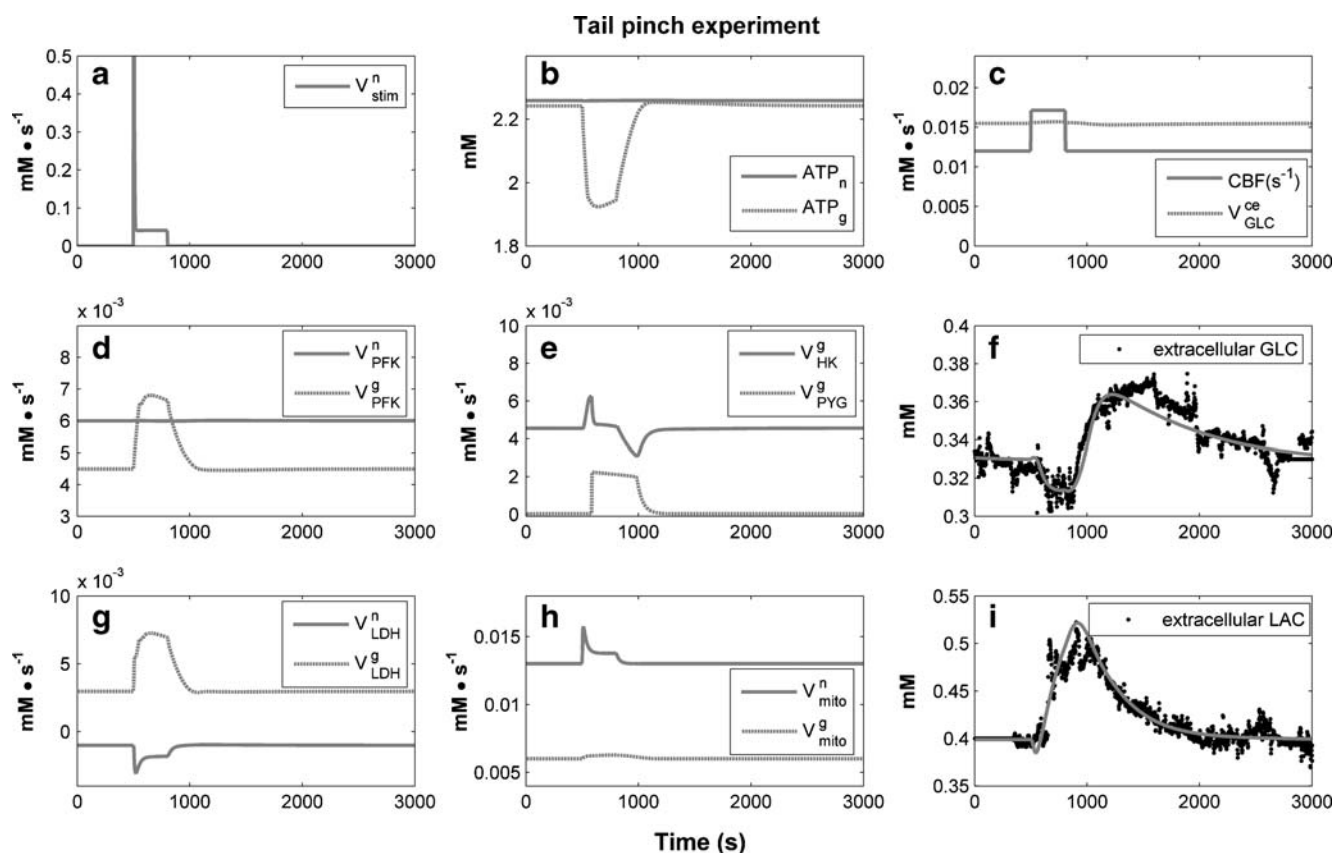 Tail pinch experiment
a
mM • s⁻¹
0.5
0.4
0.3
0.2
0.1
0
V^n_stim
0 1000 2000 3000
b
mM
2.2
2
1.8
ATP_n
ATP_g
0 1000 2000 3000
c
mM • s⁻¹
0.02
0.015
0.01
0.005
0
CBF(s⁻¹)
V^ce_GLC
0 1000 2000 3000
d
x 10⁻³
mM • s⁻¹
8
7
6
5
4
3
V^n_PFK
V^g_PFK
0 1000 2000 3000
e
x 10⁻³
10
8
6
4
2
0
V^g_HK
V^g_PYG
0 1000 2000 3000
f
mM
0.4
0.38
0.36
0.34
0.32
0.3
extracellular GLC
0 1000 2000 3000
g
x 10⁻³
mM • s⁻¹
10
5
0
V^n_LDH
V^g_LDH
0 1000 2000 3000
h
0.015
0.01
0.005
V^n_mito
V^g_mito
0 1000 2000 3000
i
mM
0.55
0.5
0.45
0.4
0.35
extracellular LAC
0 1000 2000 3000
Time (s)